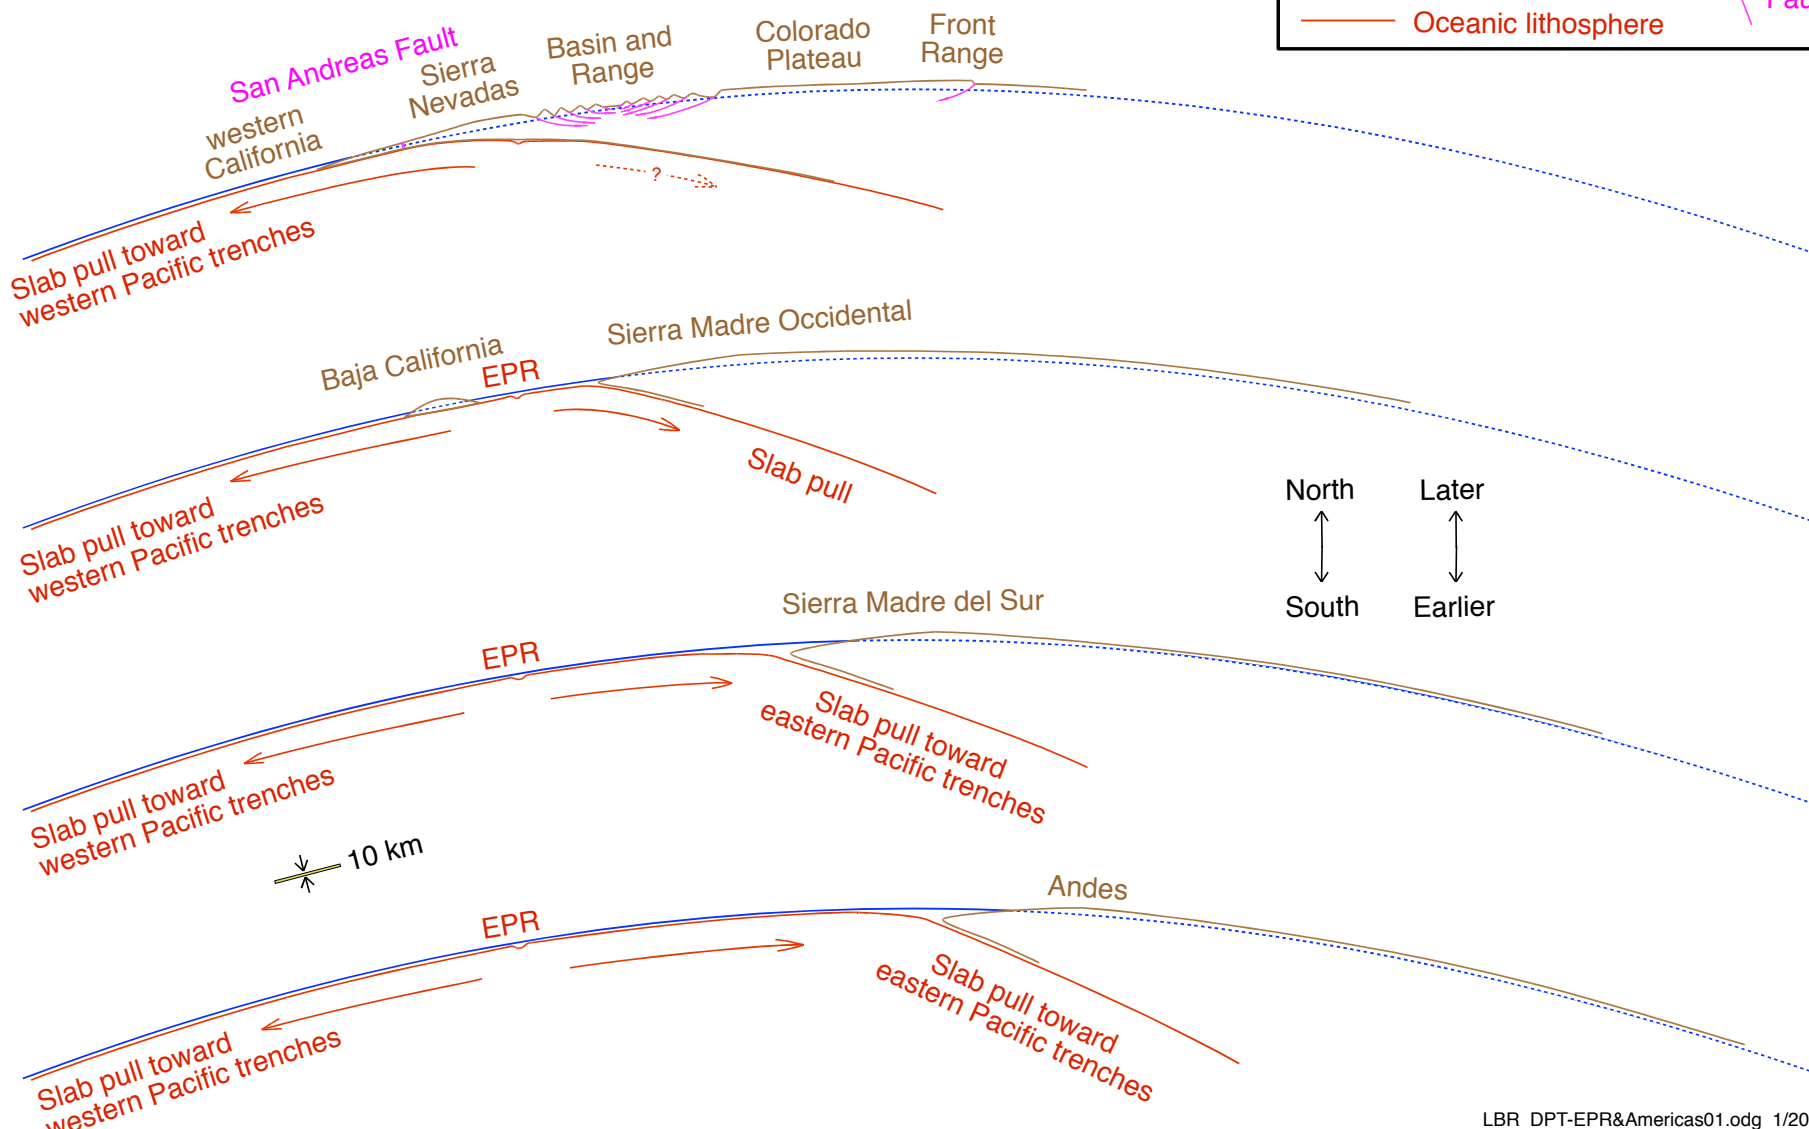 Oceanic lithosphere
San Andreas Fault
western
California
Sierra
Nevadas
Basin and
Range
Colorado
Plateau
Front
Range
?
Slab pull toward
western Pacific trenches
Baja California
EPR
Sierra Madre Occidental
Slab pull
Slab pull toward
western Pacific trenches
North
Later
South
Earlier
Sierra Madre del Sur
EPR
Slab pull toward
eastern Pacific trenches
Slab pull toward
western Pacific trenches
10 km
Andes
EPR
Slab pull toward
eastern Pacific trenches
Slab pull toward
western Pacific trenches
LBR DPT-EPR&Americas01.odg 1/20